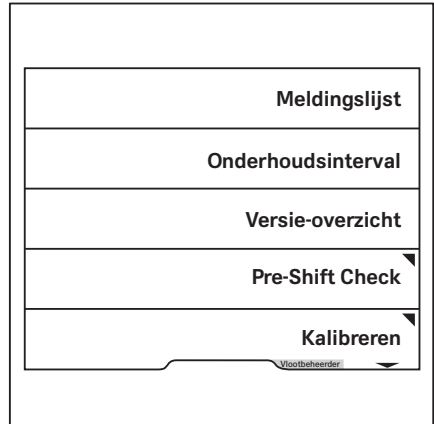 Meldingslijst
Onderhoudsinterval
Versie-overzicht
Pre-Shift Check
Kalibreren
Vlootbeheerder